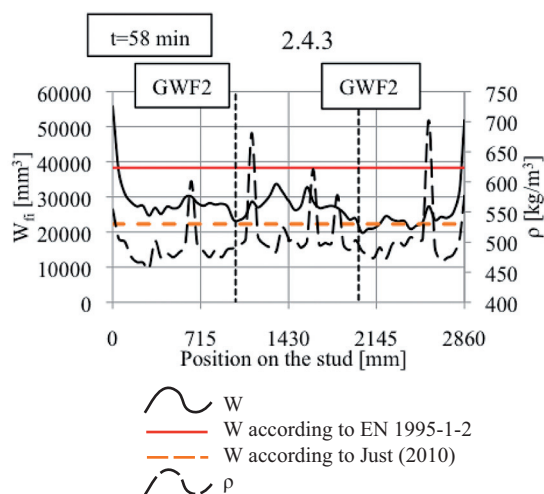 t=58 min
2.4.3
GWF2 GWF2
60000
50000
40000
30000
20000
10000
0
W_fi [mm³]
750
700
650
600
550
500
450
400
ρ [kg/m³]
0 715 1430 2145 2860
Position on the stud [mm]
W
W according to EN 1995-1-2
W according to Just (2010)
ρ